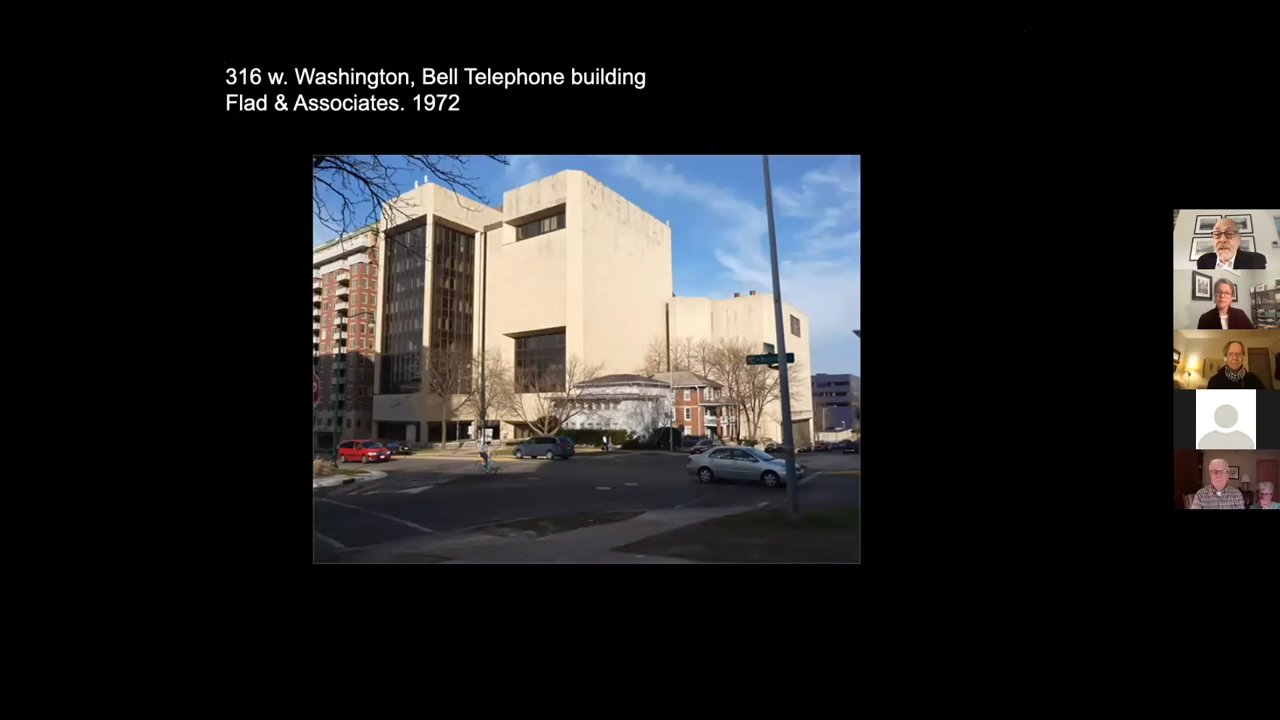 316 w. Washington, Bell Telephone building
Flad & Associates. 1972